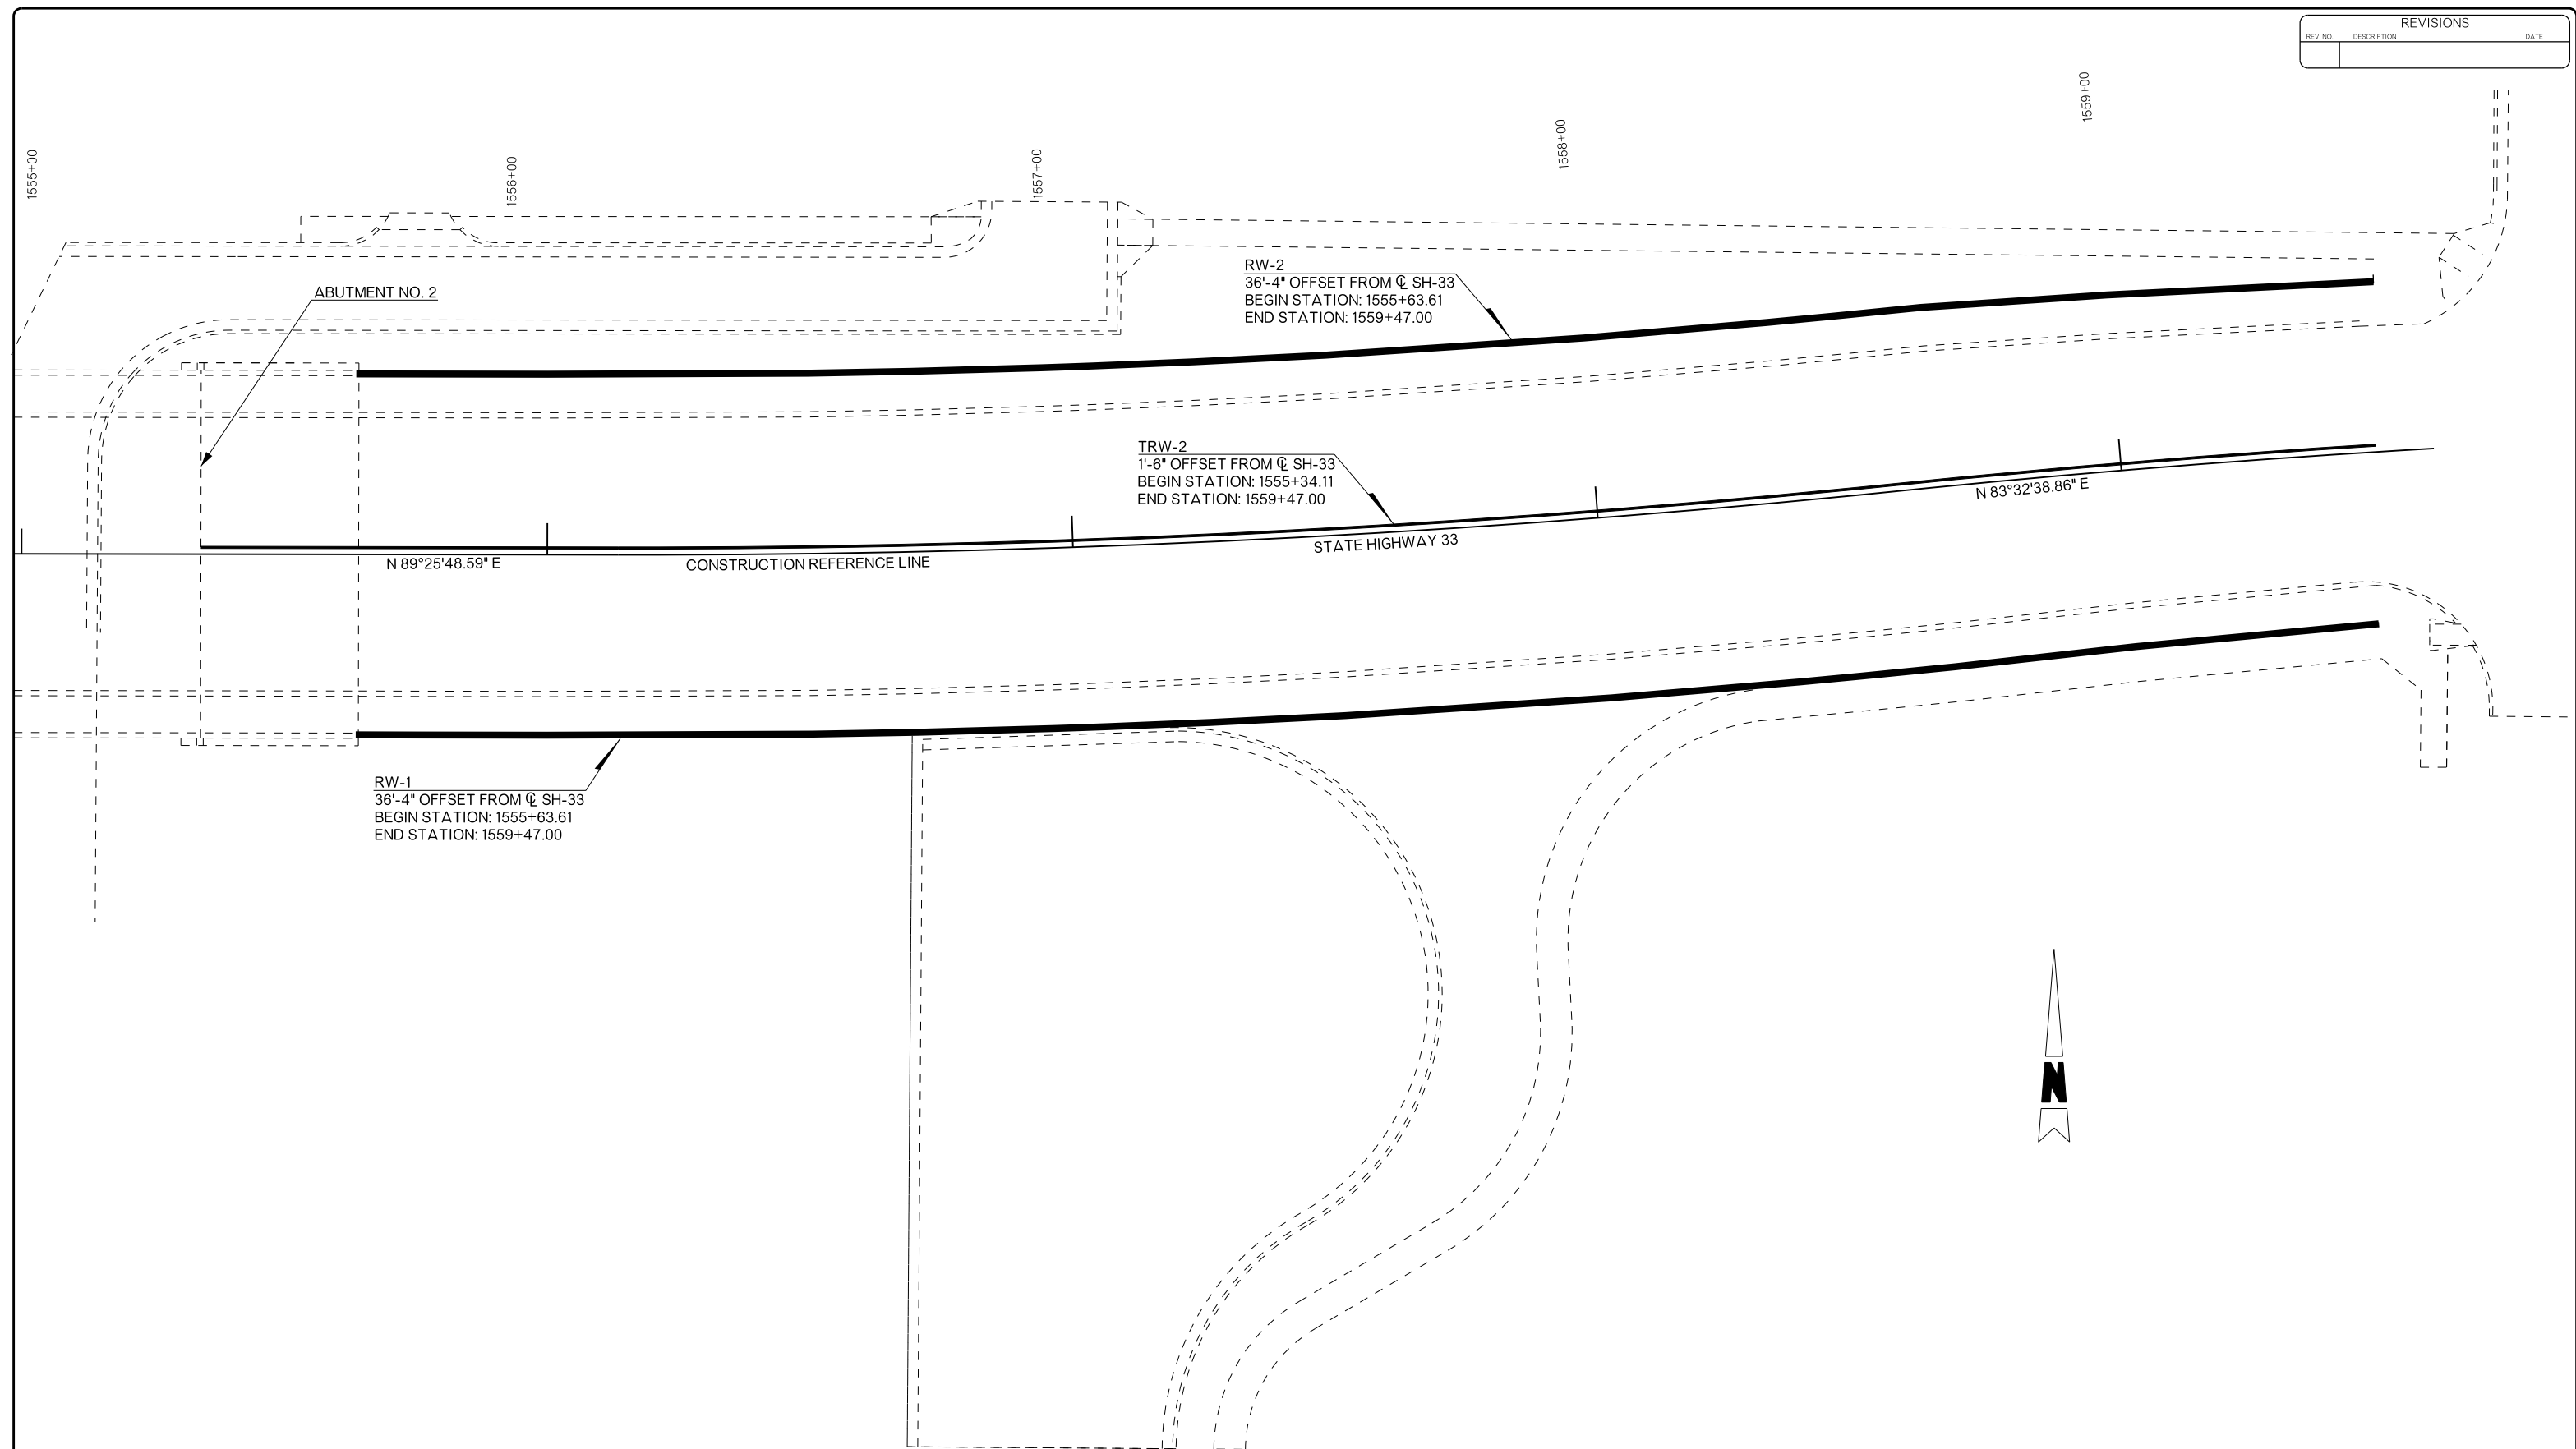 REVISIONS
REV. NO. DESCRIPTION DATE
1555+00
1556+00
1557+00
1558+00
1559+00
RW-2
36'-4" OFFSET FROM ℄ SH-33
BEGIN STATION: 1555+63.61
END STATION: 1559+47.00
ABUTMENT NO. 2
TRW-2
1'-6" OFFSET FROM ℄ SH-33
BEGIN STATION: 1555+34.11
END STATION: 1559+47.00
N 83°32'38.86" E
STATE HIGHWAY 33
N 89°25'48.59" E
CONSTRUCTION REFERENCE LINE
RW-1
36'-4" OFFSET FROM ℄ SH-33
BEGIN STATION: 1555+63.61
END STATION: 1559+47.00
N